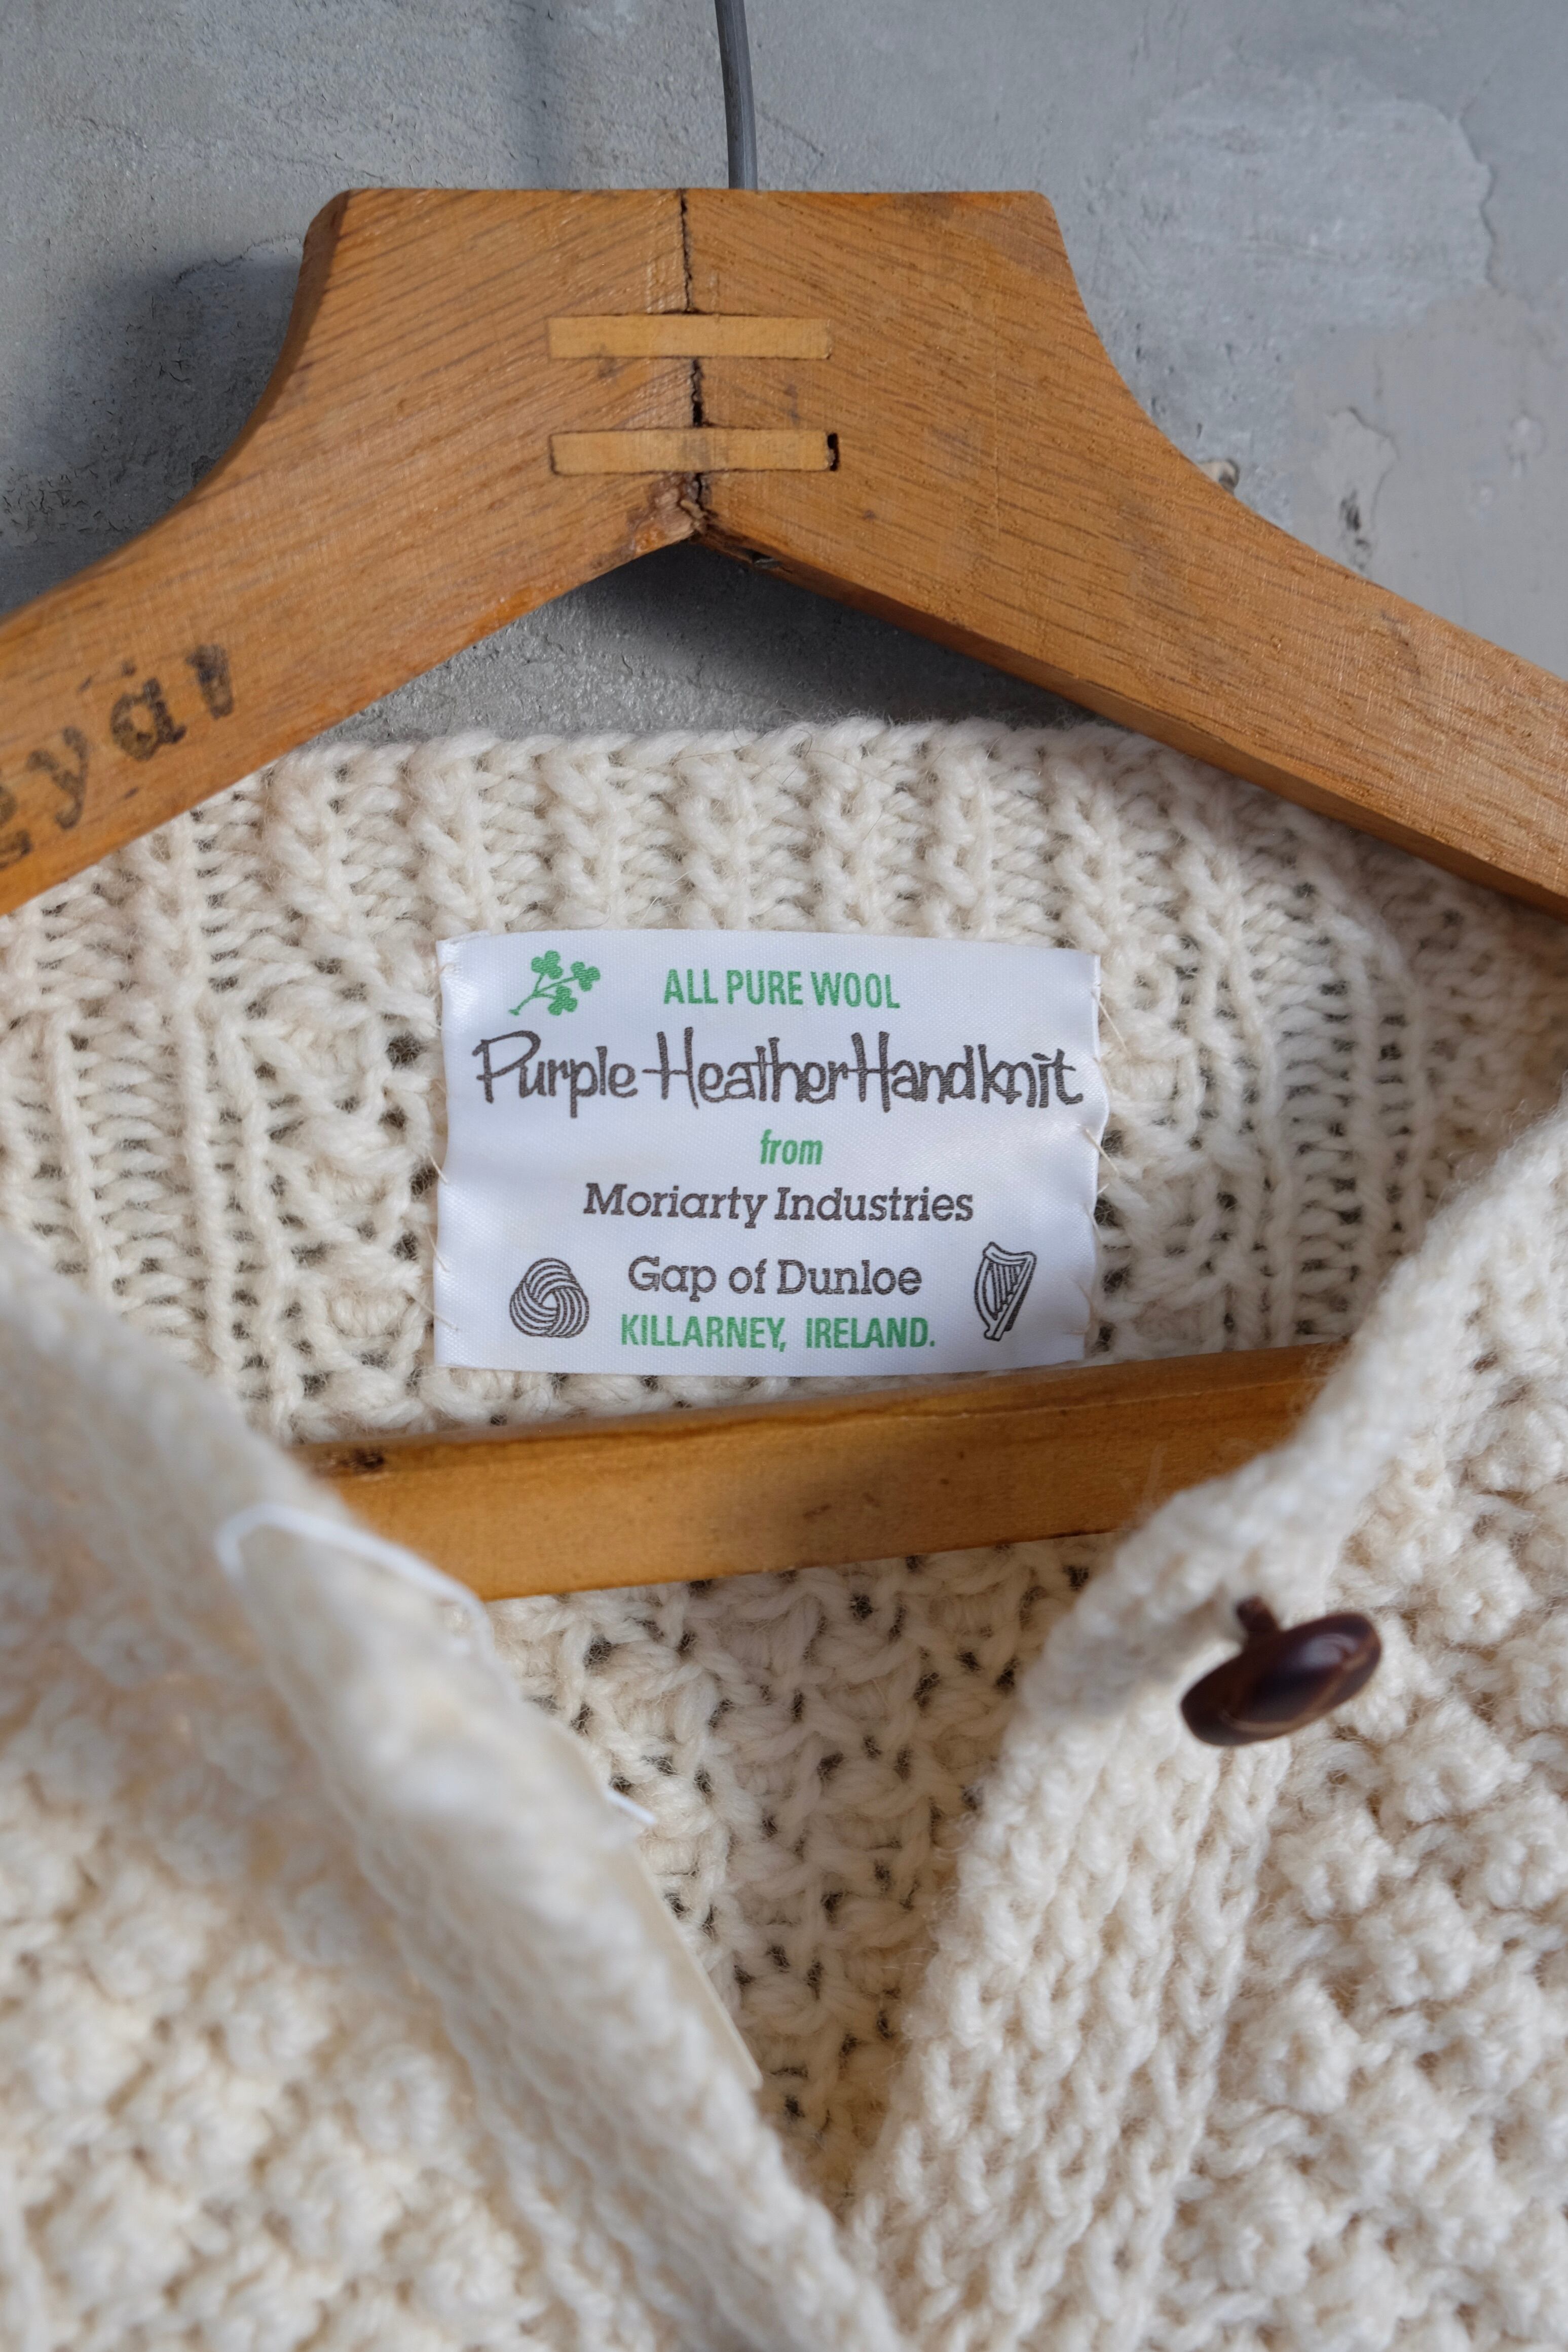 ALL PURE WOOL
Purple Heather Handknit
from
Moriarty Industries
Gap of Dunloe
KILLARNEY, IRELAND.